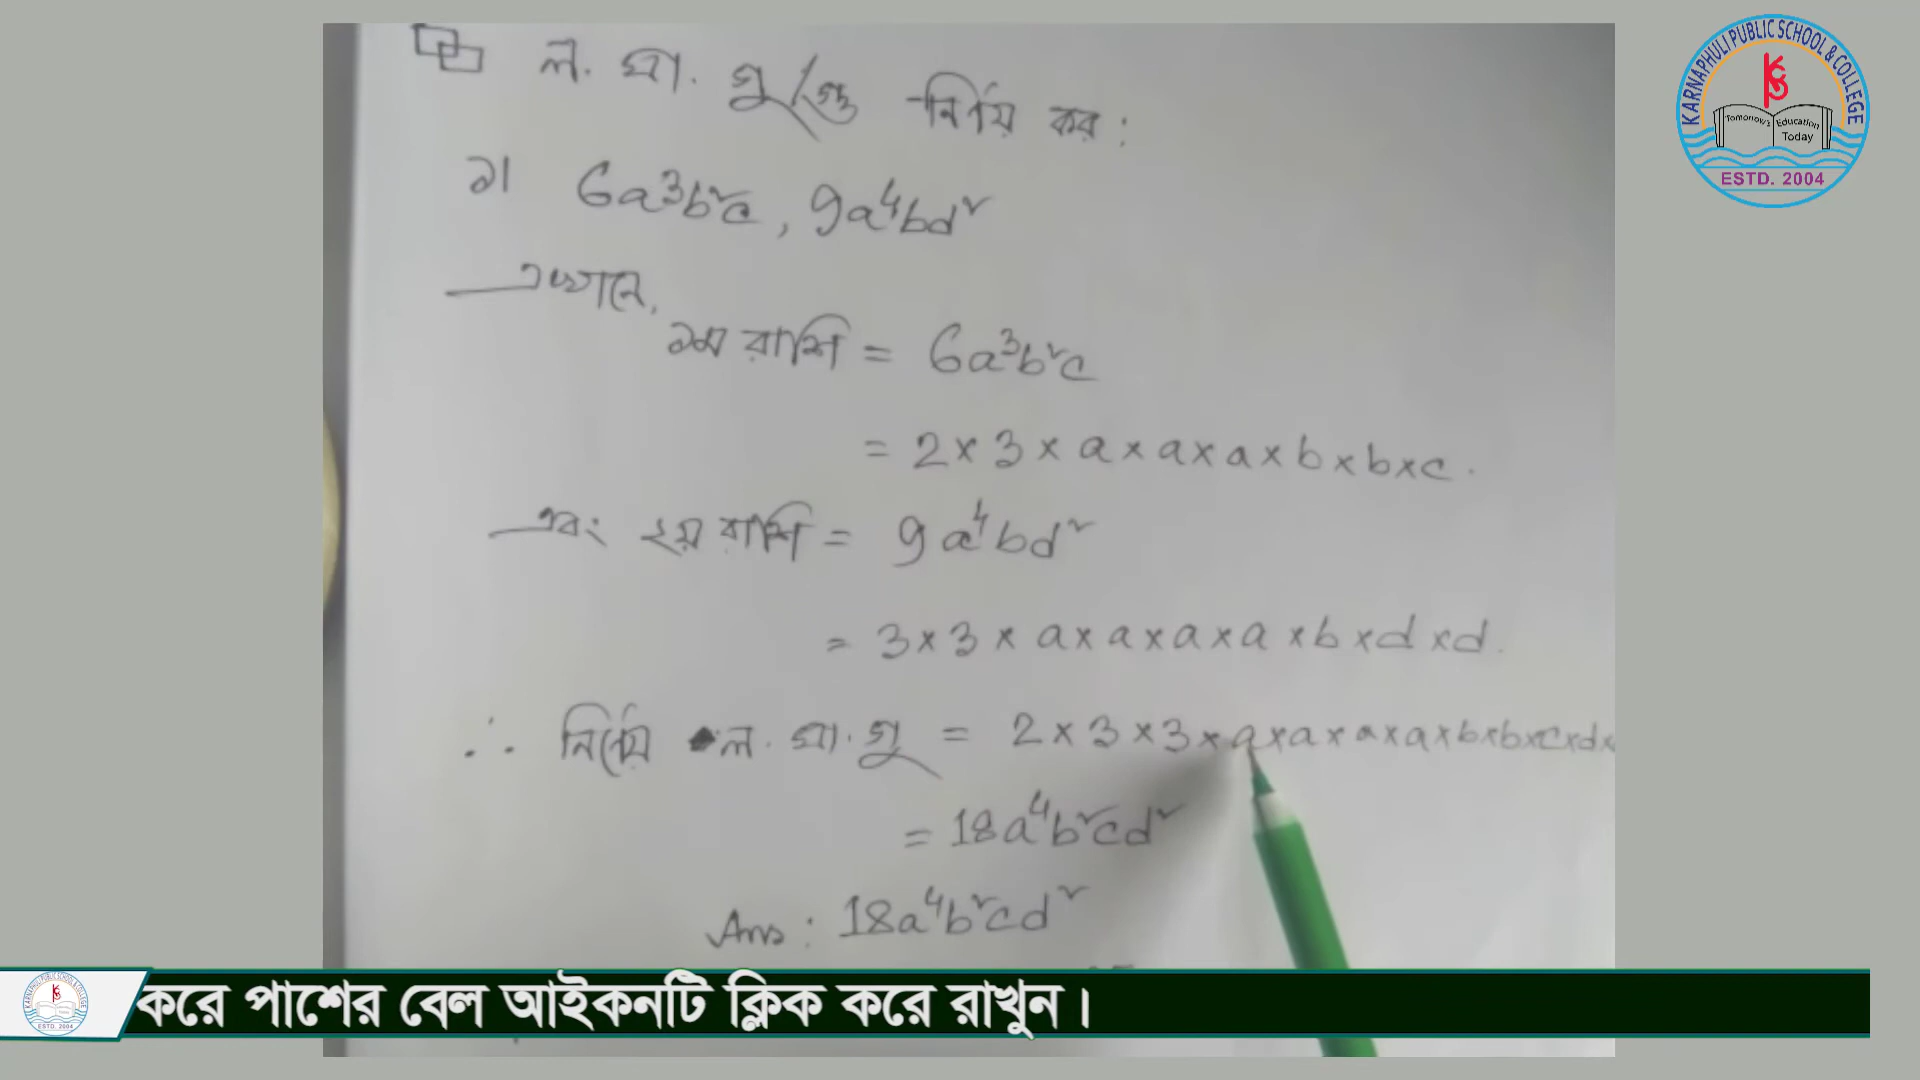 ল. সা. গু/গুঃ নির্ণয় কর:
১। 6a³b²c, 9a⁴bd²
এখানে,
১ম রাশি = 6a³b²c
= 2 × 3 × a × a × a × b × b × c.
এবং ২য় রাশি = 9a⁴bd²
= 3 × 3 × a × a × a × a × b × d × d.
∴ নির্ণেয় ল. সা. গু = 2 × 3 × 3 × a × a × a × a × b × b × c × d ×
= 18a⁴b²cd²
Ans: 18a⁴b²cd²
করে পাশের বেল আইকনটি ক্লিক করে রাখুন।
KARNAPHULI PUBLIC SCHOOL & COLLEGE
Tomorrow's Education
Today
ESTD. 2004